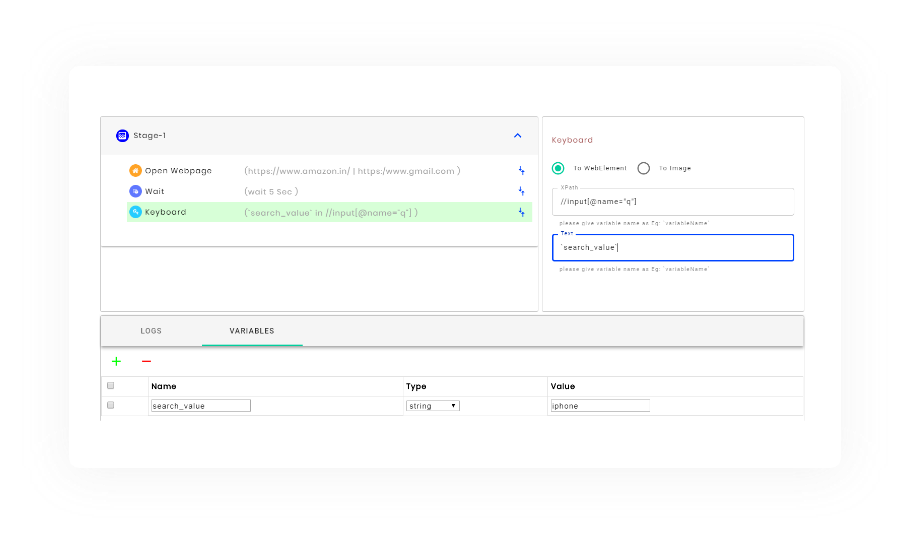 Stage-1
Open Webpage (https://www.amazon.in/ | https:/www.gmail.com )
Wait (wait 5 Sec )
Keyboard (`search_value` in //input[@name="q"] )
Keyboard
To WebElement To Image
XPath
//input[@name="q"]
please give variable name as Eg: `variableName`
Text
`search_value`
please give variable name as Eg: `variableName`
LOGS VARIABLES
Name Type Value
search_value string iphone